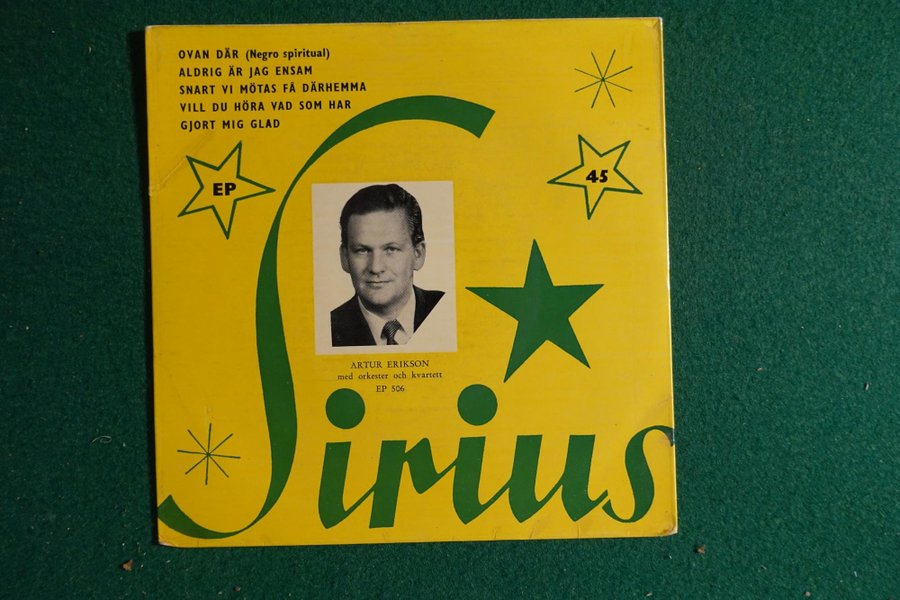 OVAN DÄR (Negro spiritual)
ALDRIG ÄR JAG ENSAM
SNART VI MÖTAS FÅ DÄRHEMMA
VILL DU HÖRA VAD SOM HAR
GJORT MIG GLAD
EP
45
ARTUR ERIKSON
med orkester och kvartett
EP 506
Sirius